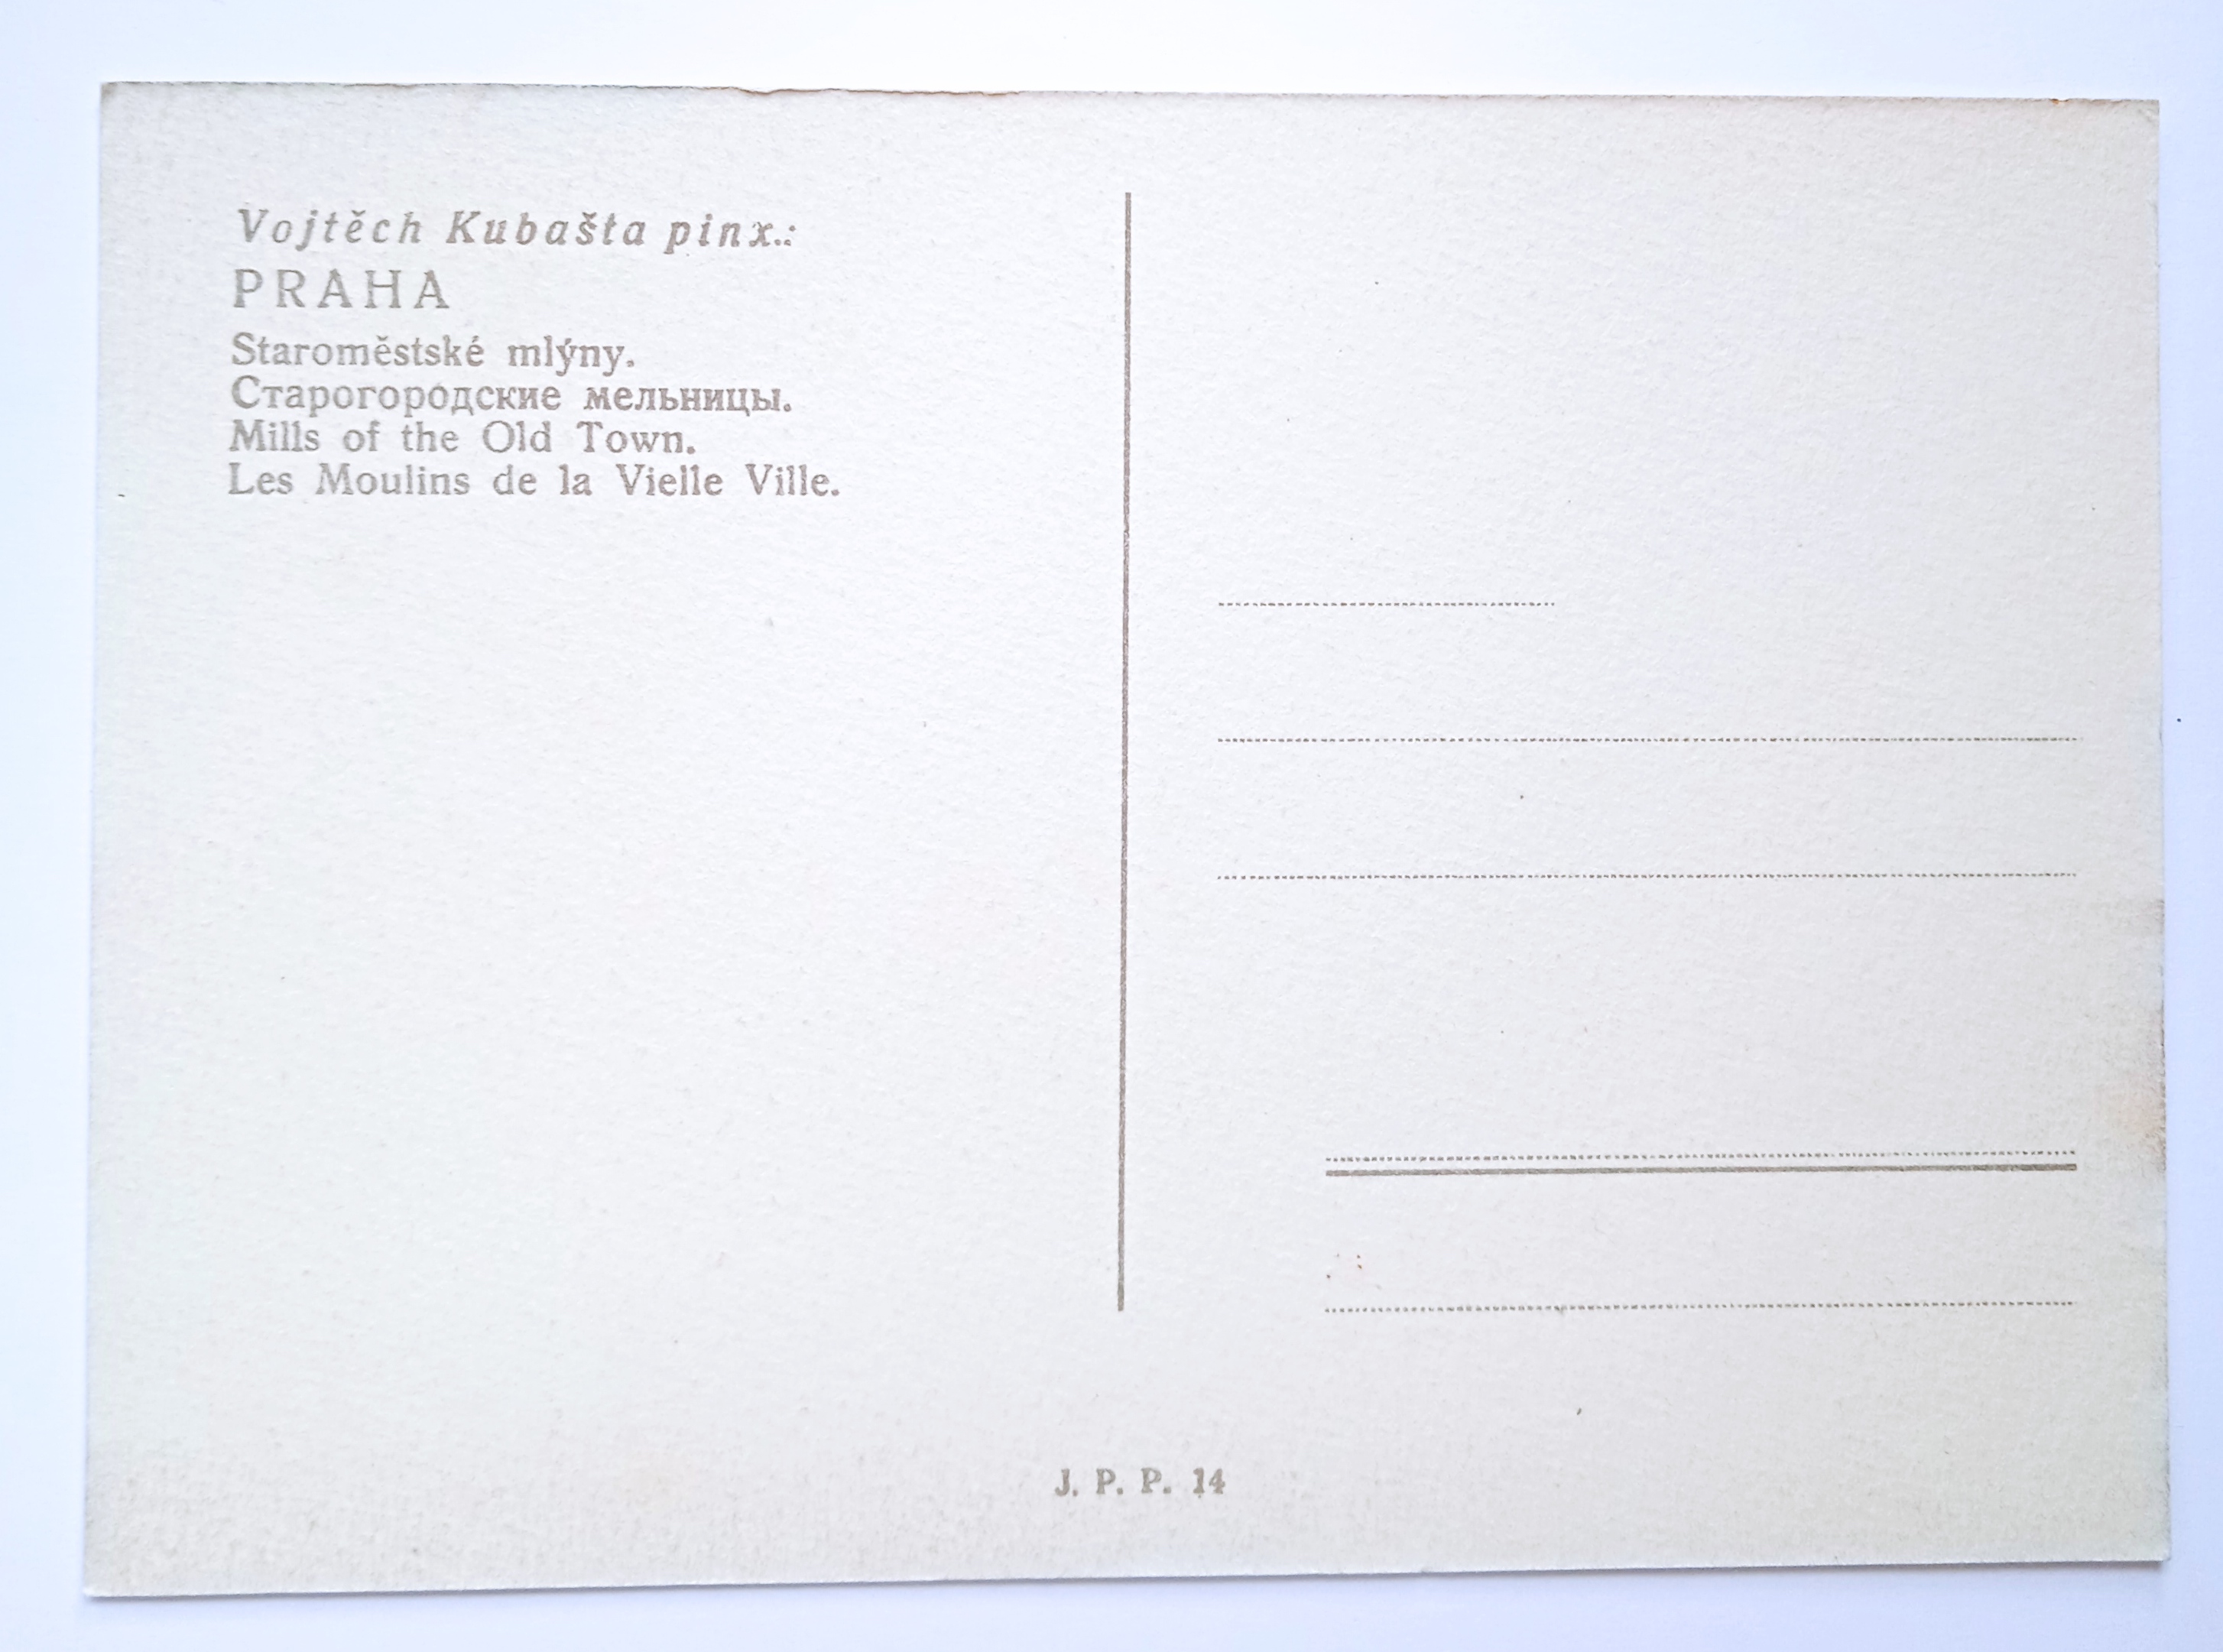 Vojtěch Kubašta pinx.:
PRAHA
Staroměstské mlýny.
Старогородские мельницы.
Mills of the Old Town.
Les Moulins de la Vielle Ville.
J. P. P. 14